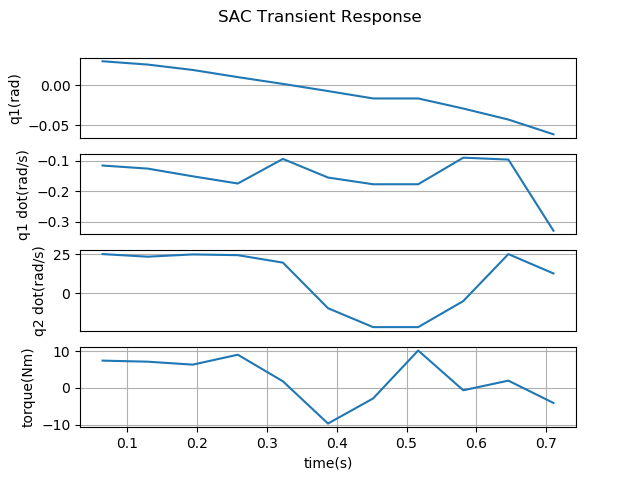 SAC Transient Response
q1(rad)
0.00
−0.05
q1 dot(rad/s)
−0.1
−0.2
−0.3
q2 dot(rad/s)
25
0
torque(Nm)
10
0
−10
0.1 0.2 0.3 0.4 0.5 0.6 0.7
time(s)